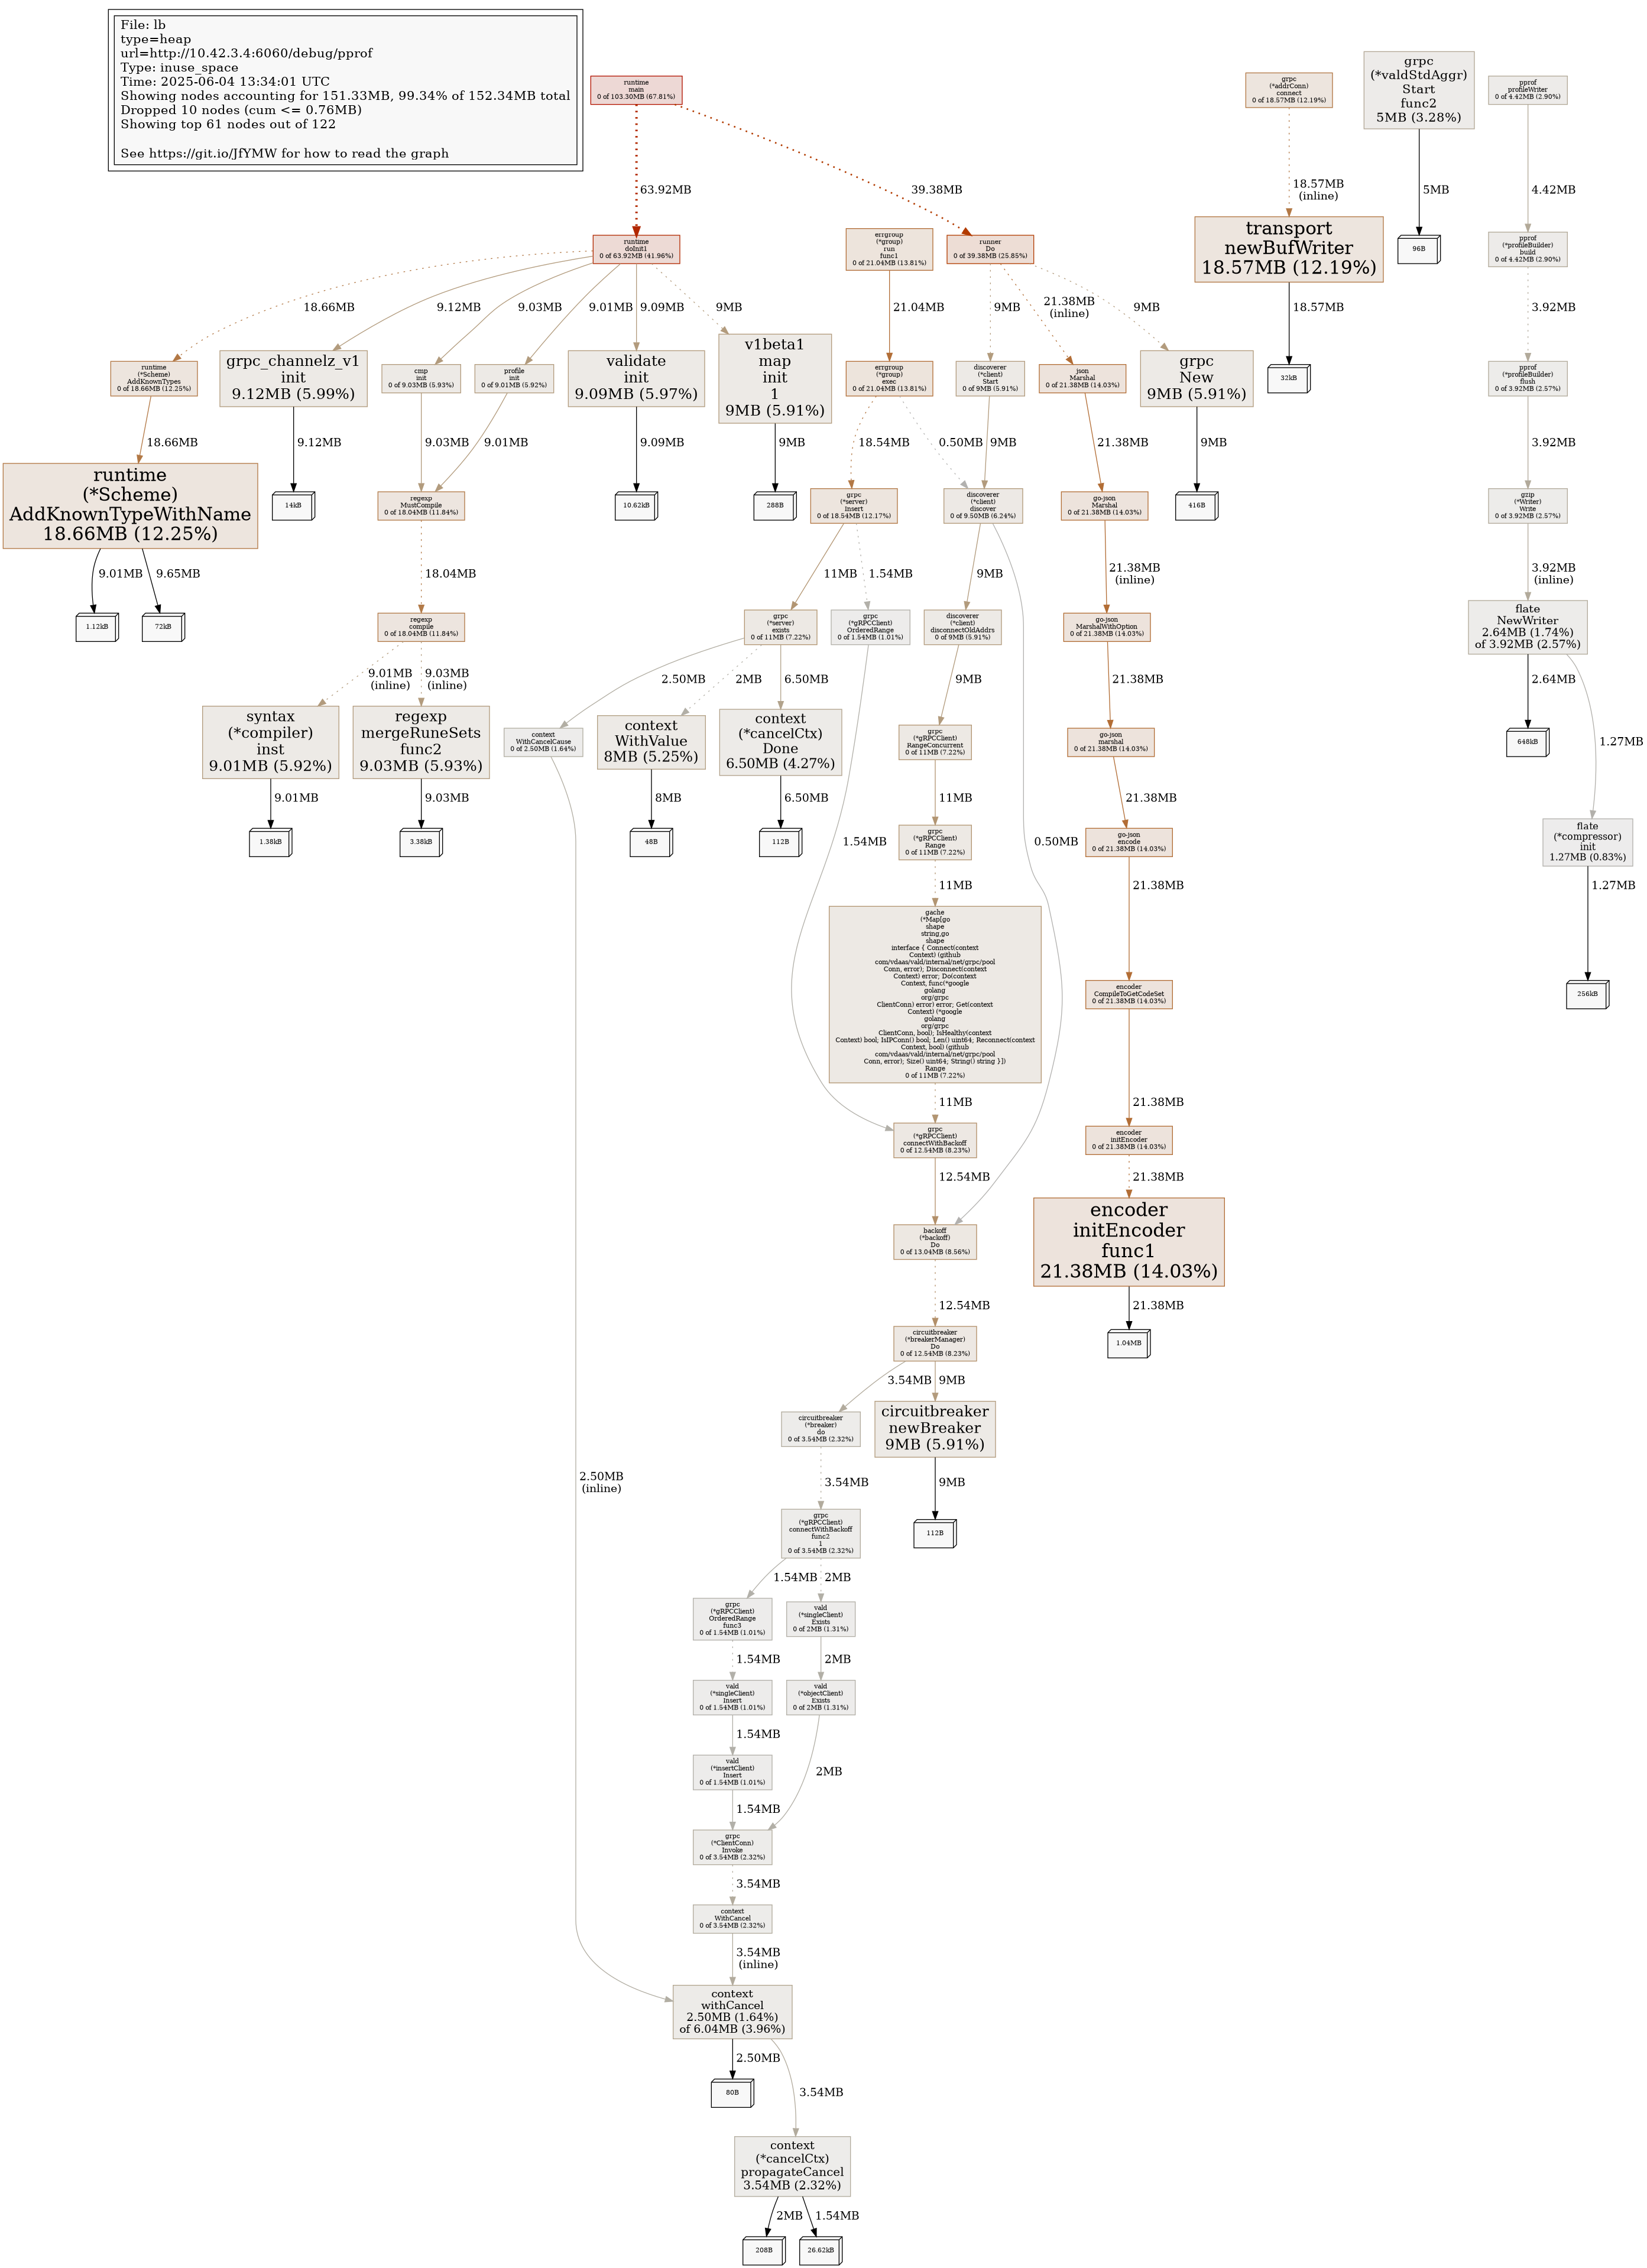 File: lb
type=heap
url=http://10.42.3.4:6060/debug/pprof
Type: inuse_space
Time: 2025-06-04 13:34:01 UTC
Showing nodes accounting for 151.33MB, 99.34% of 152.34MB total
Dropped 10 nodes (cum <= 0.76MB)
Showing top 61 nodes out of 122
See https://git.io/JfYMW for how to read the graph
runtime
main
0 of 103.30MB (67.81%)
grpc
(*addrConn)
connect
0 of 18.57MB (12.19%)
grpc
(*valdStdAggr)
Start
func2
5MB (3.28%)
pprof
profileWriter
0 of 4.42MB (2.90%)
63.92MB
39.38MB
18.57MB
(inline)
5MB
4.42MB
runtime
doInit1
0 of 63.92MB (41.96%)
errgroup
(*group)
run
func1
0 of 21.04MB (13.81%)
runner
Do
0 of 39.38MB (25.85%)
transport
newBufWriter
18.57MB (12.19%)
96B
pprof
(*profileBuilder)
build
0 of 4.42MB (2.90%)
18.66MB
9.12MB
9.03MB
9.01MB
9.09MB
9MB
21.04MB
9MB
21.38MB
(inline)
9MB
18.57MB
3.92MB
runtime
(*Scheme)
AddKnownTypes
0 of 18.66MB (12.25%)
grpc_channelz_v1
init
9.12MB (5.99%)
cmp
init
0 of 9.03MB (5.93%)
profile
init
0 of 9.01MB (5.92%)
validate
init
9.09MB (5.97%)
v1beta1
map
init
1
9MB (5.91%)
errgroup
(*group)
exec
0 of 21.04MB (13.81%)
discoverer
(*client)
Start
0 of 9MB (5.91%)
json
Marshal
0 of 21.38MB (14.03%)
grpc
New
9MB (5.91%)
32kB
pprof
(*profileBuilder)
flush
0 of 3.92MB (2.57%)
18.66MB
9.12MB
9.03MB
9.01MB
9.09MB
9MB
18.54MB
0.50MB
9MB
21.38MB
9MB
3.92MB
runtime
(*Scheme)
AddKnownTypeWithName
18.66MB (12.25%)
14kB
regexp
MustCompile
0 of 18.04MB (11.84%)
10.62kB
288B
grpc
(*server)
Insert
0 of 18.54MB (12.17%)
discoverer
(*client)
discover
0 of 9.50MB (6.24%)
go-json
Marshal
0 of 21.38MB (14.03%)
416B
gzip
(*Writer)
Write
0 of 3.92MB (2.57%)
9.01MB
9.65MB
18.04MB
11MB
1.54MB
9MB
21.38MB
(inline)
3.92MB
(inline)
1.12kB
72kB
regexp
compile
0 of 18.04MB (11.84%)
grpc
(*server)
exists
0 of 11MB (7.22%)
grpc
(*gRPCClient)
OrderedRange
0 of 1.54MB (1.01%)
discoverer
(*client)
disconnectOldAddrs
0 of 9MB (5.91%)
go-json
MarshalWithOption
0 of 21.38MB (14.03%)
flate
NewWriter
2.64MB (1.74%)
of 3.92MB (2.57%)
9.01MB
(inline)
9.03MB
(inline)
2.50MB
2MB
6.50MB
9MB
21.38MB
2.64MB
1.27MB
syntax
(*compiler)
inst
9.01MB (5.92%)
regexp
mergeRuneSets
func2
9.03MB (5.93%)
context
WithCancelCause
0 of 2.50MB (1.64%)
context
WithValue
8MB (5.25%)
context
(*cancelCtx)
Done
6.50MB (4.27%)
grpc
(*gRPCClient)
RangeConcurrent
0 of 11MB (7.22%)
go-json
marshal
0 of 21.38MB (14.03%)
648kB
9.01MB
9.03MB
8MB
6.50MB
11MB
21.38MB
1.38kB
3.38kB
48B
112B
1.54MB
grpc
(*gRPCClient)
Range
0 of 11MB (7.22%)
0.50MB
go-json
encode
0 of 21.38MB (14.03%)
flate
(*compressor)
init
1.27MB (0.83%)
11MB
21.38MB
1.27MB
gache
(*Map[go
shape
string,go
shape
interface { Connect(context
Context) (github
com/vdaas/vald/internal/net/grpc/pool
Conn, error); Disconnect(context
Context) error; Do(context
Context, func(*google
golang
org/grpc
ClientConn) error) error; Get(context
Context) (*google
golang
org/grpc
ClientConn, bool); IsHealthy(context
Context) bool; IsIPConn() bool; Len() uint64; Reconnect(context
Context, bool) (github
com/vdaas/vald/internal/net/grpc/pool
Conn, error); Size() uint64; String() string }])
Range
0 of 11MB (7.22%)
encoder
CompileToGetCodeSet
0 of 21.38MB (14.03%)
256kB
11MB
21.38MB
grpc
(*gRPCClient)
connectWithBackoff
0 of 12.54MB (8.23%)
encoder
initEncoder
0 of 21.38MB (14.03%)
12.54MB
21.38MB
backoff
(*backoff)
Do
0 of 13.04MB (8.56%)
encoder
initEncoder
func1
21.38MB (14.03%)
12.54MB
21.38MB
circuitbreaker
(*breakerManager)
Do
0 of 12.54MB (8.23%)
1.04MB
3.54MB
9MB
circuitbreaker
(*breaker)
do
0 of 3.54MB (2.32%)
circuitbreaker
newBreaker
9MB (5.91%)
2.50MB
(inline)
3.54MB
9MB
grpc
(*gRPCClient)
connectWithBackoff
func2
1
0 of 3.54MB (2.32%)
112B
1.54MB
2MB
grpc
(*gRPCClient)
OrderedRange
func3
0 of 1.54MB (1.01%)
vald
(*singleClient)
Exists
0 of 2MB (1.31%)
1.54MB
2MB
vald
(*singleClient)
Insert
0 of 1.54MB (1.01%)
vald
(*objectClient)
Exists
0 of 2MB (1.31%)
1.54MB
vald
(*insertClient)
Insert
0 of 1.54MB (1.01%)
2MB
1.54MB
grpc
(*ClientConn)
Invoke
0 of 3.54MB (2.32%)
3.54MB
context
WithCancel
0 of 3.54MB (2.32%)
3.54MB
(inline)
context
withCancel
2.50MB (1.64%)
of 6.04MB (3.96%)
2.50MB
3.54MB
80B
context
(*cancelCtx)
propagateCancel
3.54MB (2.32%)
2MB
1.54MB
208B
26.62kB